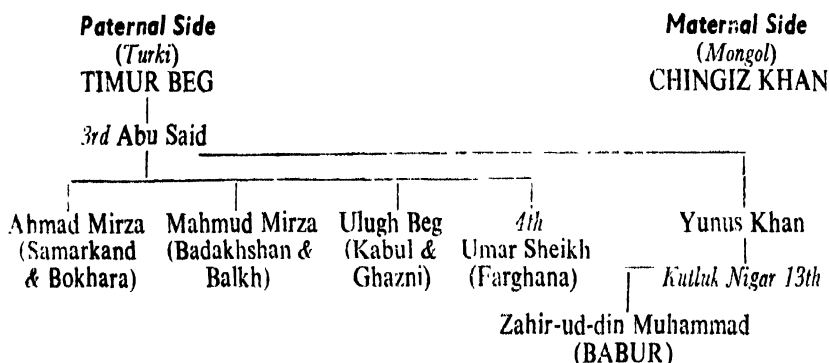 Paternal Side
(Turki)
TIMUR BEG
Maternal Side
(Mongol)
CHINGIZ KHAN
3rd Abu Said
Ahmad Mirza
(Samarkand
& Bokhara)
Mahmud Mirza
(Badakhshan &
Balkh)
Ulugh Beg
(Kabul &
Ghazni)
4th
Umar Sheikh
(Farghana)
Yunus Khan
Kutluk Nigar 13th
Zahir-ud-din Muhammad
(BABUR)